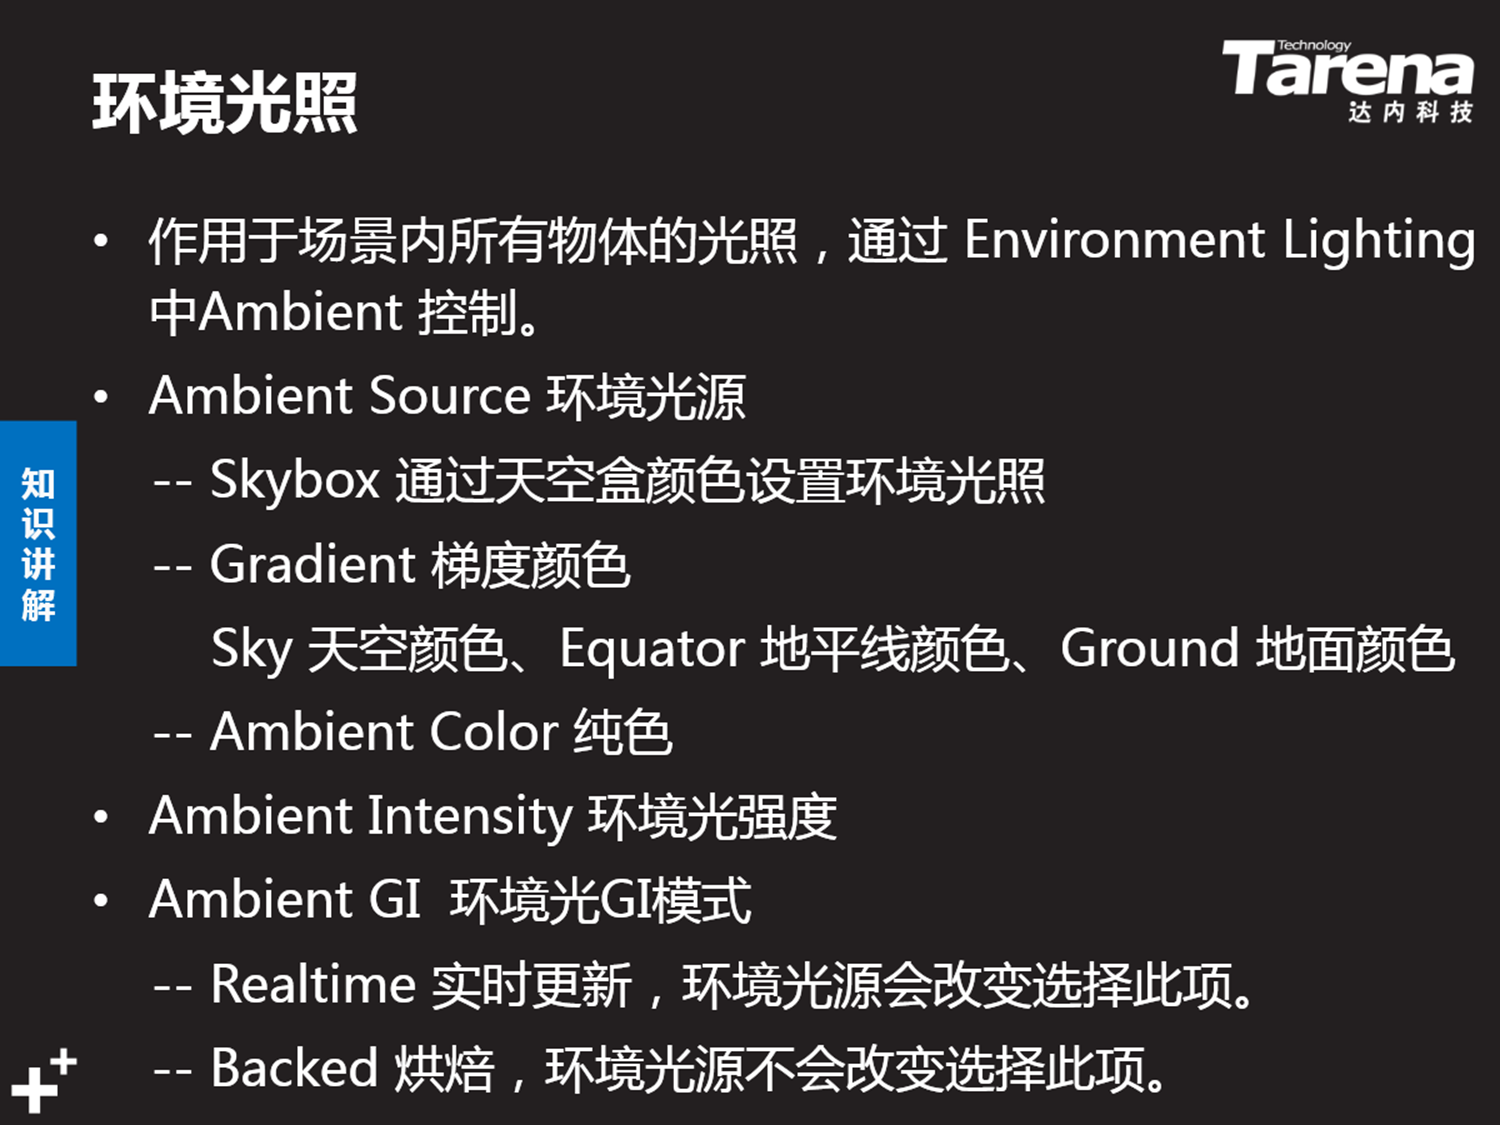 环境光照
Technology
Tarena
达内科技
• 作用于场景内所有物体的光照，通过 Environment Lighting
中Ambient 控制。
• Ambient Source 环境光源
-- Skybox 通过天空盒颜色设置环境光照
-- Gradient 梯度颜色
Sky 天空颜色、Equator 地平线颜色、Ground 地面颜色
-- Ambient Color 纯色
• Ambient Intensity 环境光强度
• Ambient GI 环境光GI模式
-- Realtime 实时更新，环境光源会改变选择此项。
-- Backed 烘焙，环境光源不会改变选择此项。
知识讲解